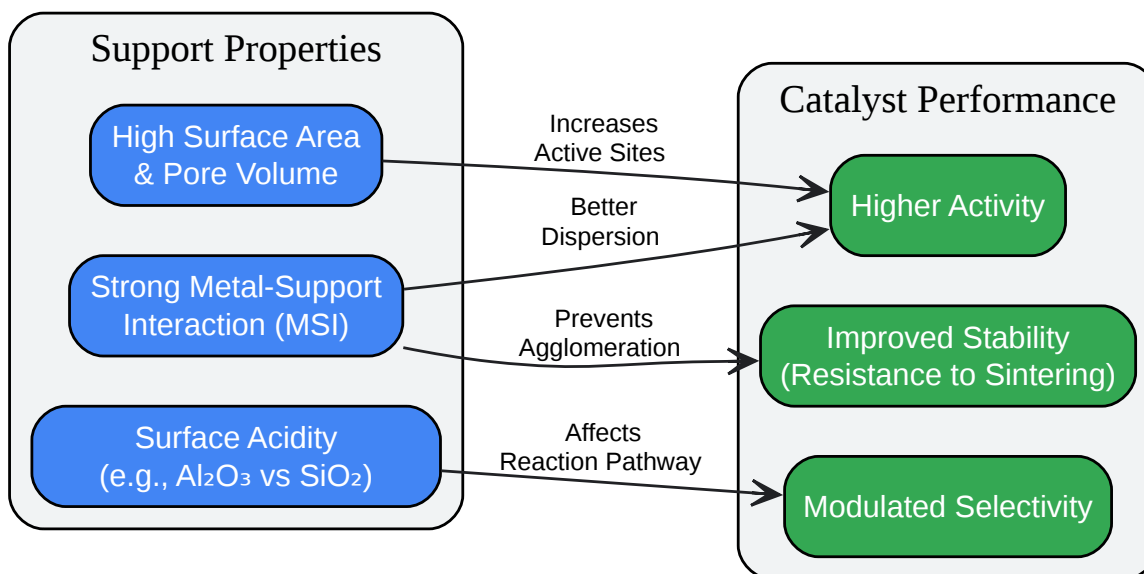 Support Properties
High Surface Area
& Pore Volume
Strong Metal-Support
Interaction (MSI)
Surface Acidity
(e.g., Al₂O₃ vs SiO₂)
Increases
Active Sites
Better
Dispersion
Prevents
Agglomeration
Affects
Reaction Pathway
Catalyst Performance
Higher Activity
Improved Stability
(Resistance to Sintering)
Modulated Selectivity